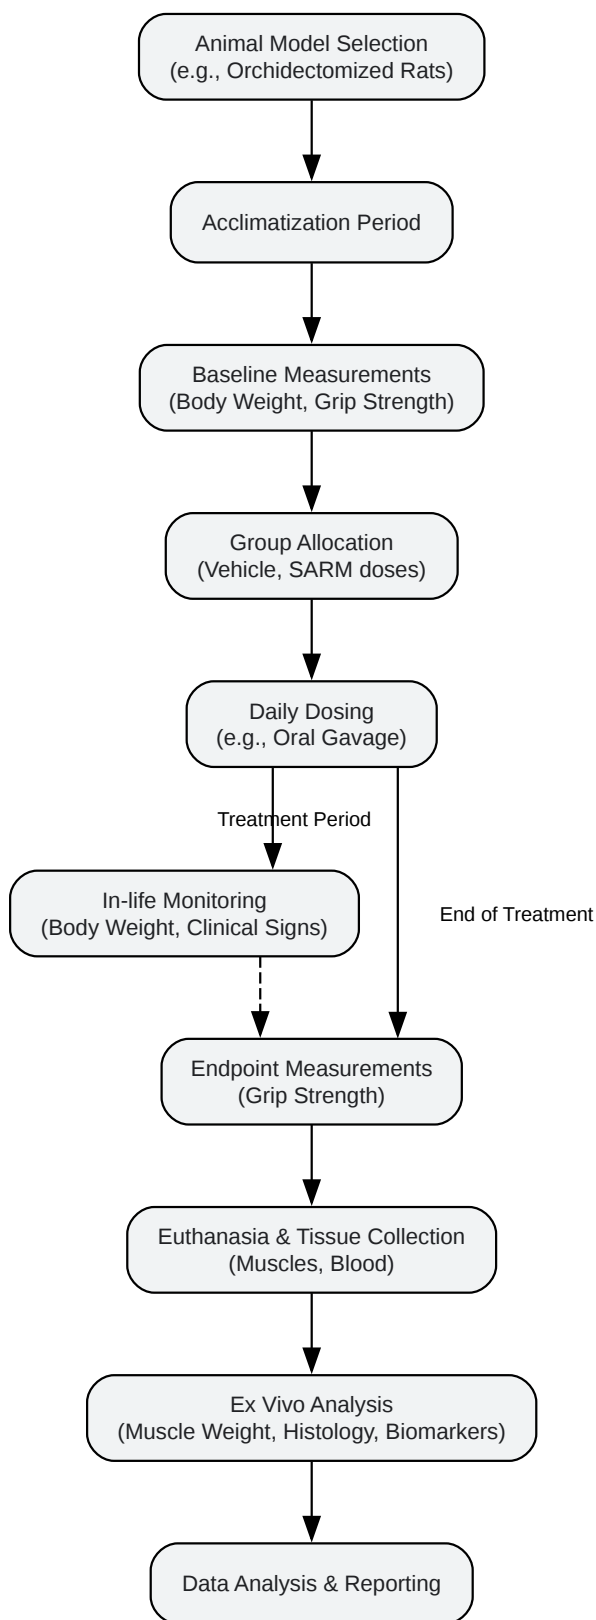 Animal Model Selection
(e.g., Orchidectomized Rats)
Acclimatization Period
Baseline Measurements
(Body Weight, Grip Strength)
Group Allocation
(Vehicle, SARM doses)
Daily Dosing
(e.g., Oral Gavage)
Treatment Period
In-life Monitoring
(Body Weight, Clinical Signs)
End of Treatment
Endpoint Measurements
(Grip Strength)
Euthanasia & Tissue Collection
(Muscles, Blood)
Ex Vivo Analysis
(Muscle Weight, Histology, Biomarkers)
Data Analysis & Reporting